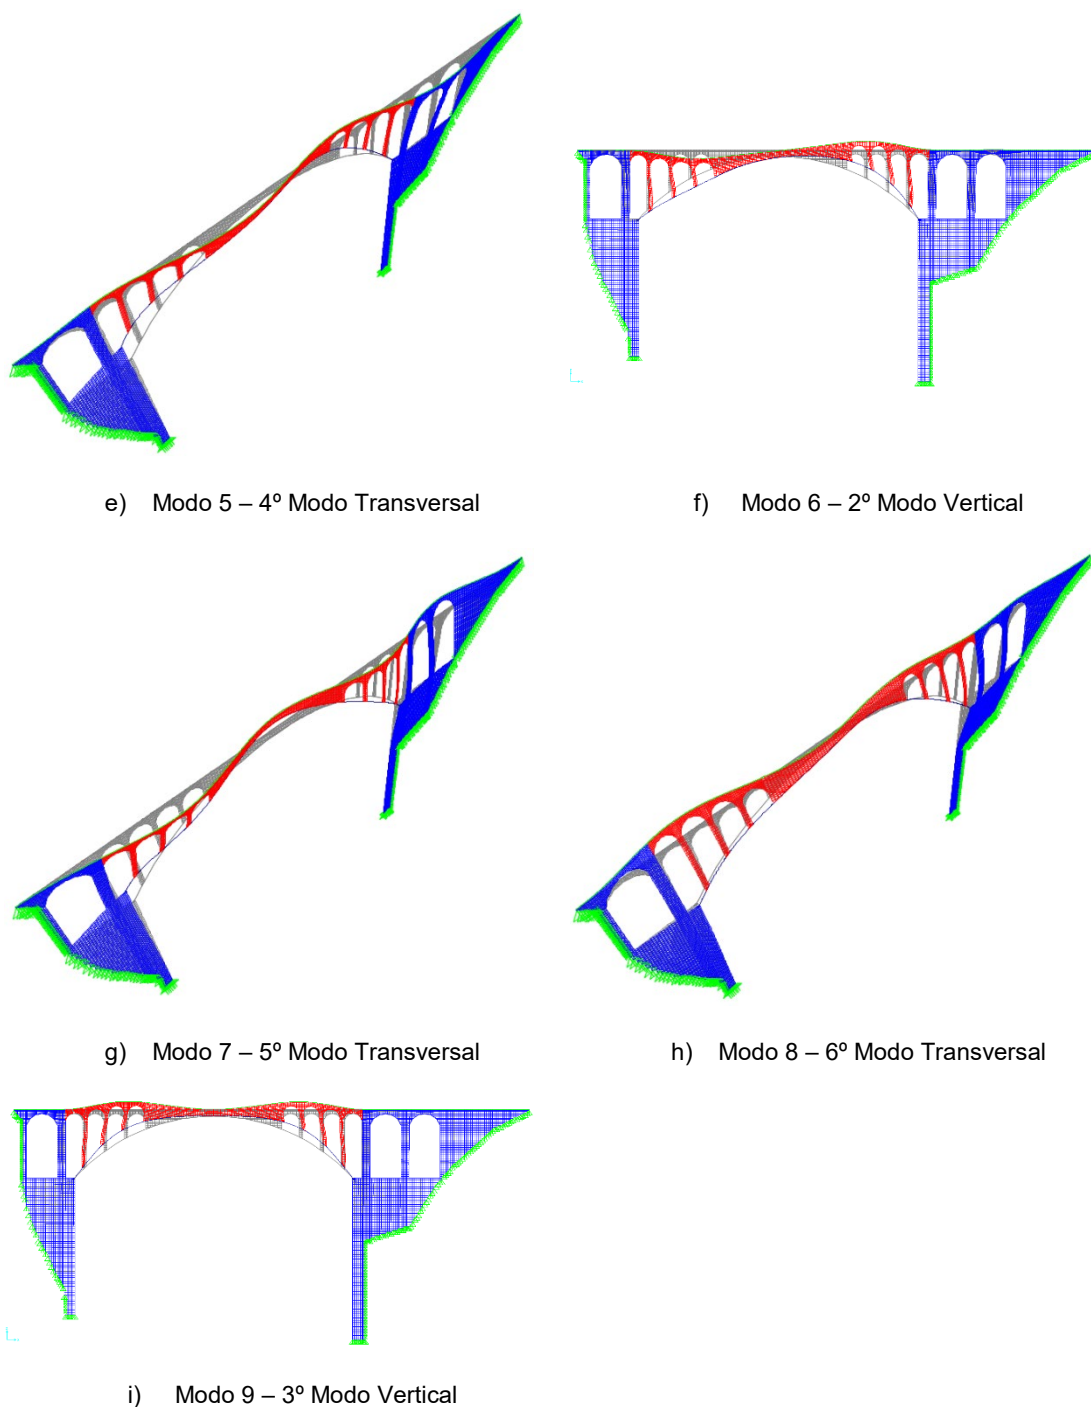 e) Modo 5 – 4º Modo Transversal
f) Modo 6 – 2º Modo Vertical
g) Modo 7 – 5º Modo Transversal
h) Modo 8 – 6º Modo Transversal
i) Modo 9 – 3º Modo Vertical